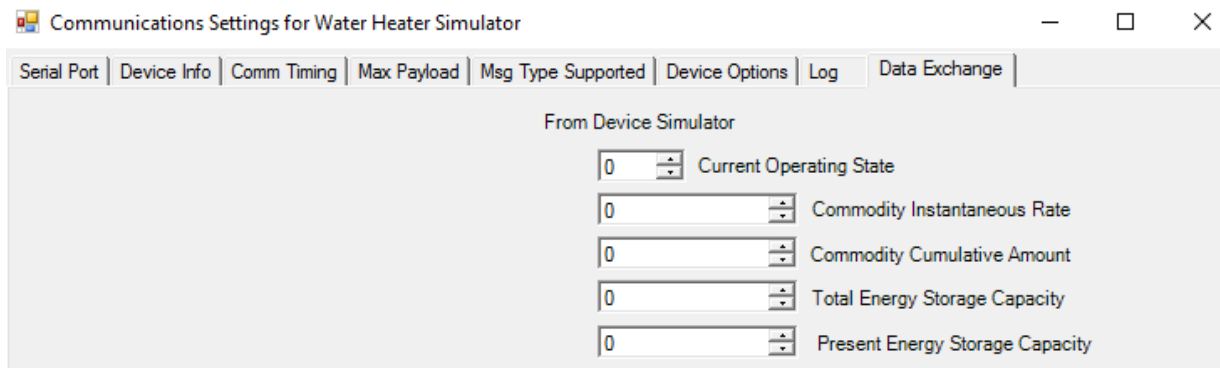 Communications Settings for Water Heater Simulator
Serial Port Device Info Comm Timing Max Payload Msg Type Supported Device Options Log Data Exchange
From Device Simulator
0 Current Operating State
0 Commodity Instantaneous Rate
0 Commodity Cumulative Amount
0 Total Energy Storage Capacity
0 Present Energy Storage Capacity